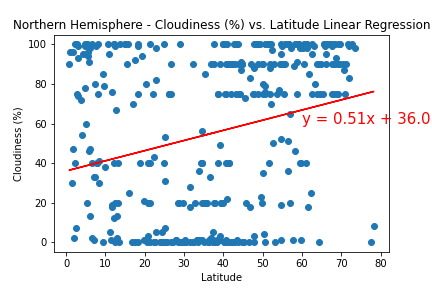 Northern Hemisphere - Cloudiness (%) vs. Latitude Linear Regression
100
80
60
40
20
0
Cloudiness (%)
y = 0.51x + 36.0
0 10 20 30 40 50 60 70 80
Latitude